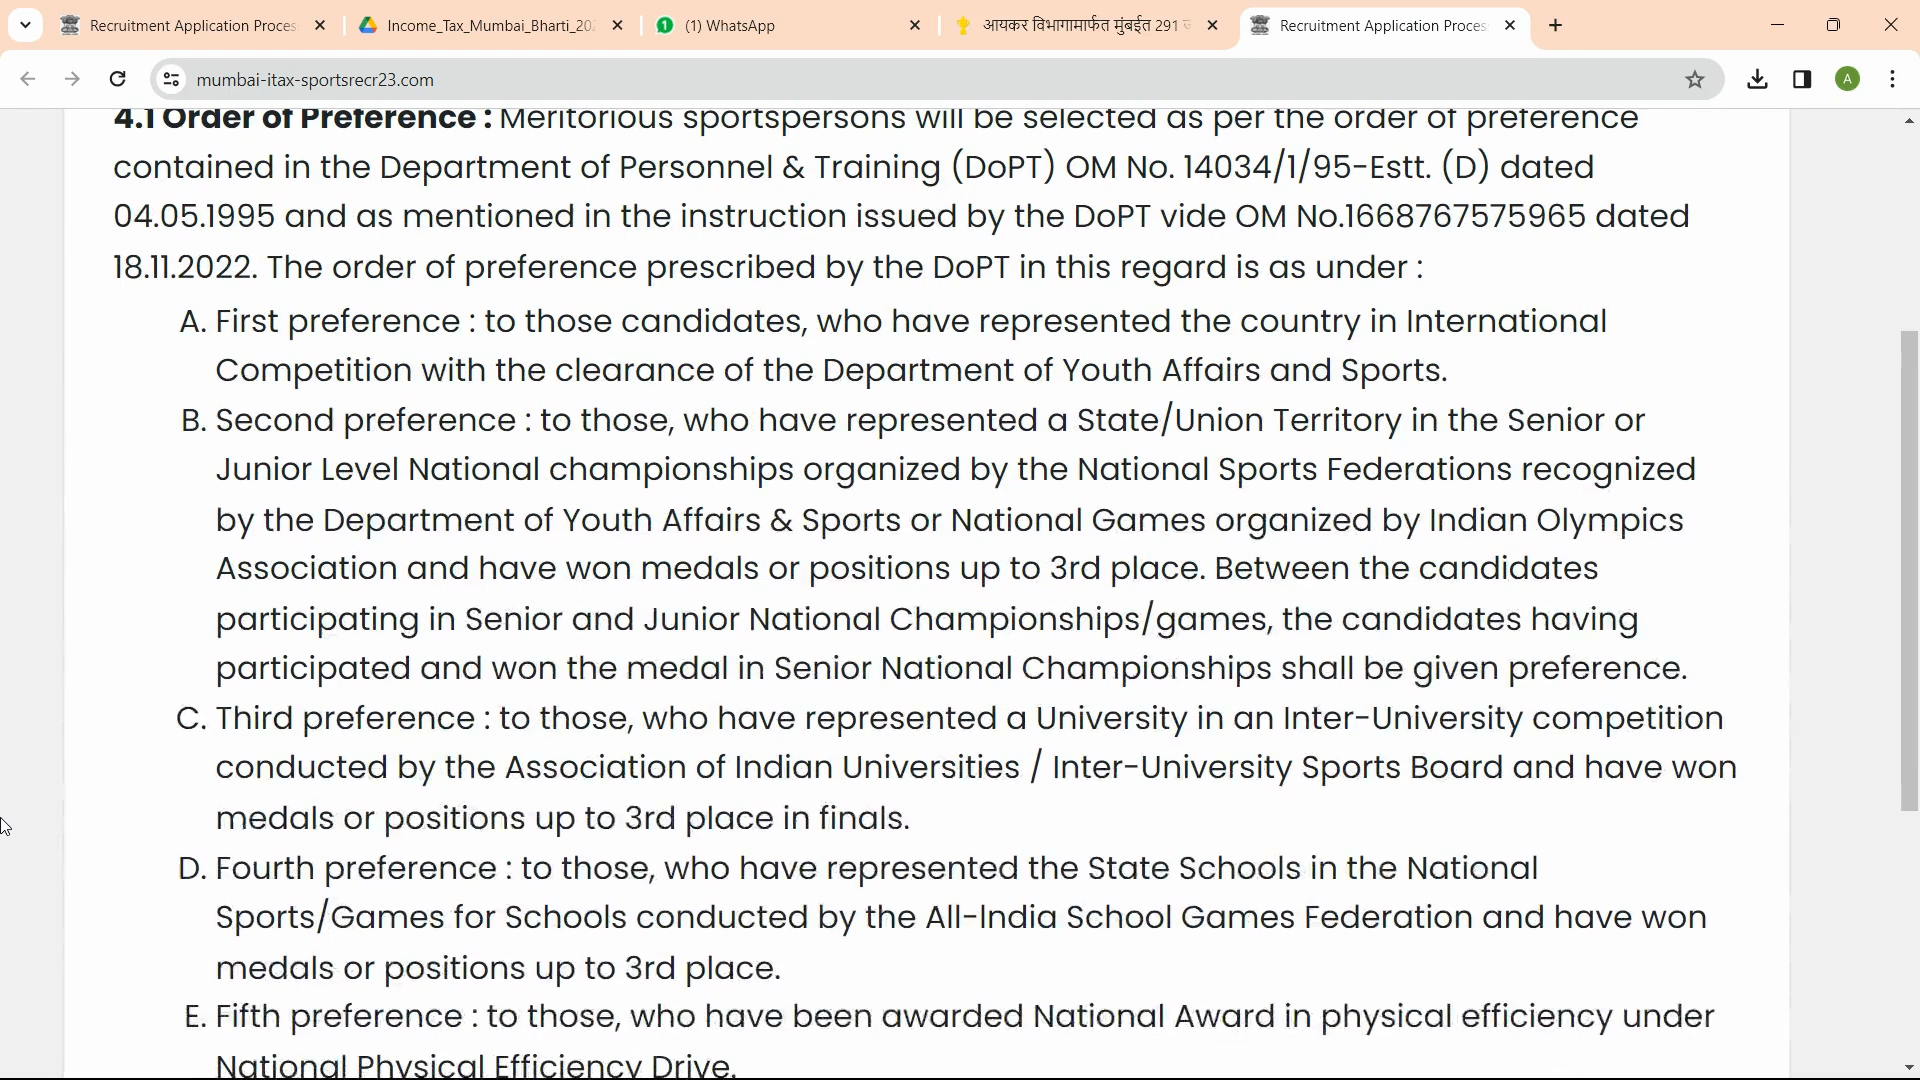 Recruitment Application Proces
Income_Tax_Mumbai_Bharti_202
(1) WhatsApp
आयकर विभागामार्फत मुंबईत 291
Recruitment Application Proces
mumbai-itax-sportsrecr23.com
A
4.1 Order of Preference : Meritorious sportspersons will be selected as per the order of preference
contained in the Department of Personnel & Training (DoPT) OM No. 14034/1/95-Estt. (D) dated
04.05.1995 and as mentioned in the instruction issued by the DoPT vide OM No.1668767575965 dated
18.11.2022. The order of preference prescribed by the DoPT in this regard is as under :
A. First preference : to those candidates, who have represented the country in International
Competition with the clearance of the Department of Youth Affairs and Sports.
B. Second preference : to those, who have represented a State/Union Territory in the Senior or
Junior Level National championships organized by the National Sports Federations recognized
by the Department of Youth Affairs & Sports or National Games organized by Indian Olympics
Association and have won medals or positions up to 3rd place. Between the candidates
participating in Senior and Junior National Championships/games, the candidates having
participated and won the medal in Senior National Championships shall be given preference.
C. Third preference : to those, who have represented a University in an Inter-University competition
conducted by the Association of Indian Universities / Inter-University Sports Board and have won
medals or positions up to 3rd place in finals.
D. Fourth preference : to those, who have represented the State Schools in the National
Sports/Games for Schools conducted by the All-India School Games Federation and have won
medals or positions up to 3rd place.
E. Fifth preference : to those, who have been awarded National Award in physical efficiency under
National Physical Efficiency Drive.